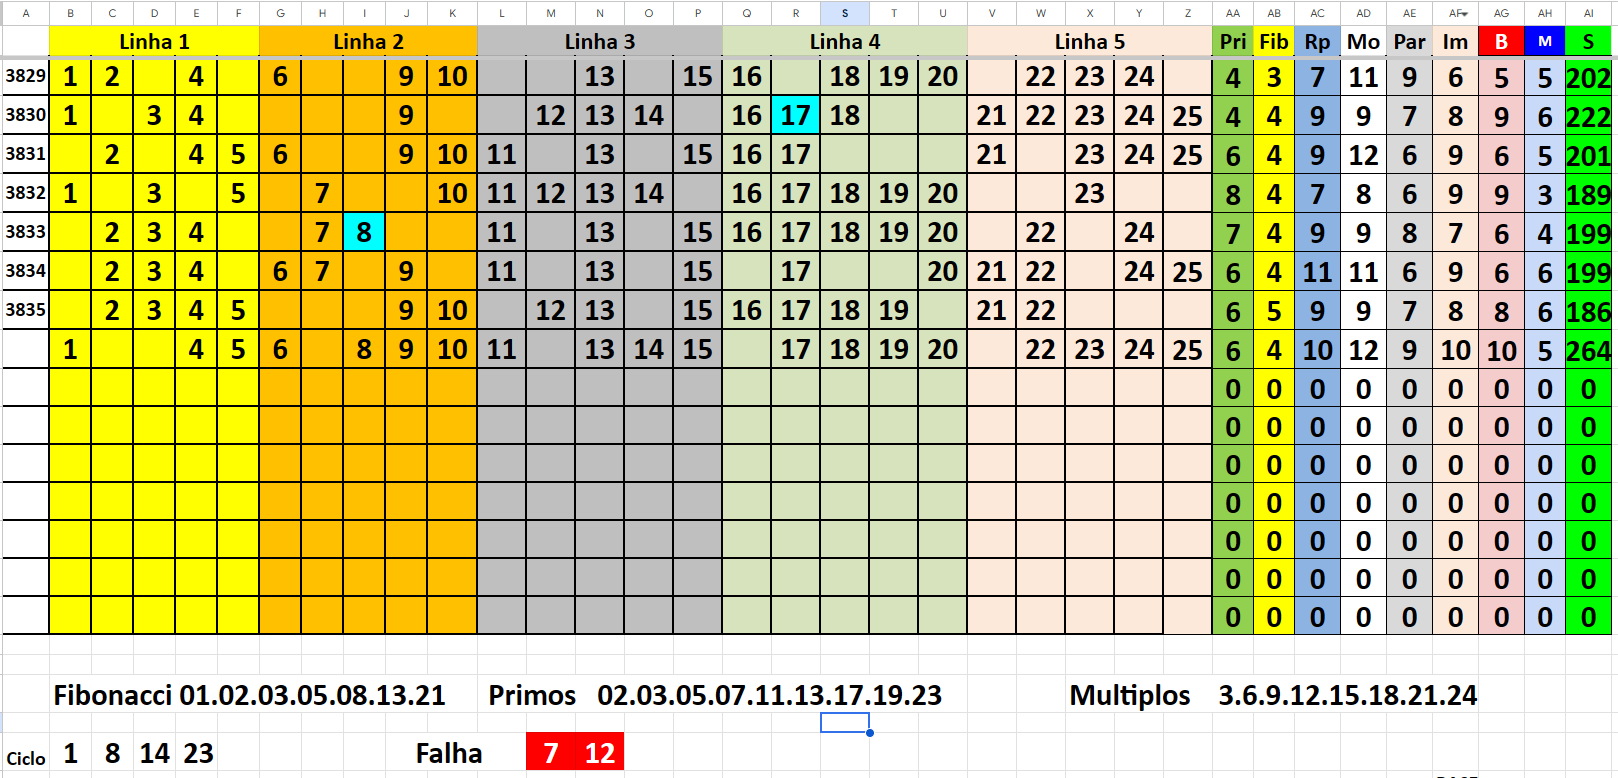 A B C D E F G H I J K L M N O P Q R S T U V W X Y Z AA AB AC AD AE AF AG AH AI
Linha 1 Linha 2 Linha 3 Linha 4 Linha 5 Pri Fib Rp Mo Par Im B M S
3829 1 2 4 6 9 10 13 15 16 18 19 20 22 23 24 4 3 7 11 9 6 5 5 202
3830 1 3 4 9 12 13 14 16 17 18 21 22 23 24 25 4 4 9 9 7 8 9 6 222
3831 2 4 5 6 9 10 11 13 15 16 17 21 23 24 25 6 4 9 12 6 9 6 5 201
3832 1 3 5 7 10 11 12 13 14 16 17 18 19 20 23 8 4 7 8 6 9 9 3 189
3833 2 3 4 7 8 11 13 15 16 17 18 19 20 22 24 7 4 9 9 8 7 6 4 199
3834 2 3 4 6 7 9 11 13 15 17 20 21 22 24 25 6 4 11 11 6 9 6 6 199
3835 2 3 4 5 9 10 12 13 15 16 17 18 19 21 22 6 5 9 9 7 8 8 6 186
1 4 5 6 8 9 10 11 13 14 15 17 18 19 20 22 23 24 25 6 4 10 12 9 10 10 5 264
0 0 0 0 0 0 0 0 0
0 0 0 0 0 0 0 0 0
0 0 0 0 0 0 0 0 0
0 0 0 0 0 0 0 0 0
0 0 0 0 0 0 0 0 0
0 0 0 0 0 0 0 0 0
0 0 0 0 0 0 0 0 0
Fibonacci 01.02.03.05.08.13.21 Primos 02.03.05.07.11.13.17.19.23 Multiplos 3.6.9.12.15.18.21.24
Ciclo 1 8 14 23 Falha 7 12